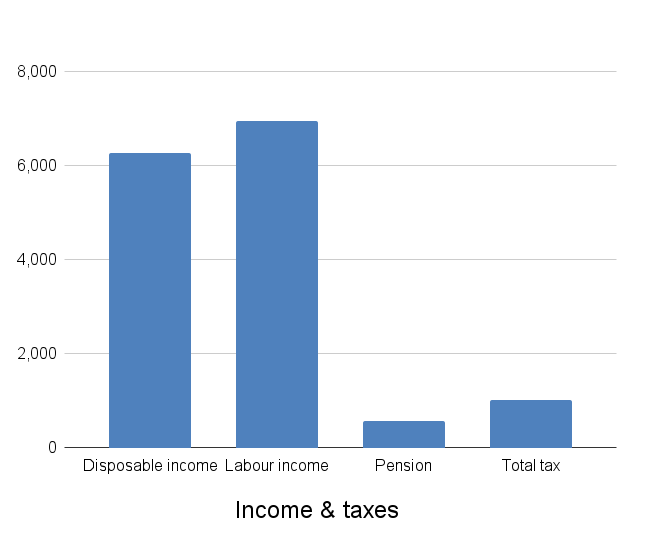 8,000
6,000
4,000
2,000
0
Disposable income Labour income Pension Total tax
Income & taxes